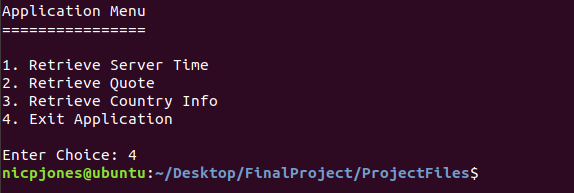 Application Menu
================
1. Retrieve Server Time
2. Retrieve Quote
3. Retrieve Country Info
4. Exit Application
Enter Choice: 4
nicpjones@ubuntu:~/Desktop/FinalProject/ProjectFiles$